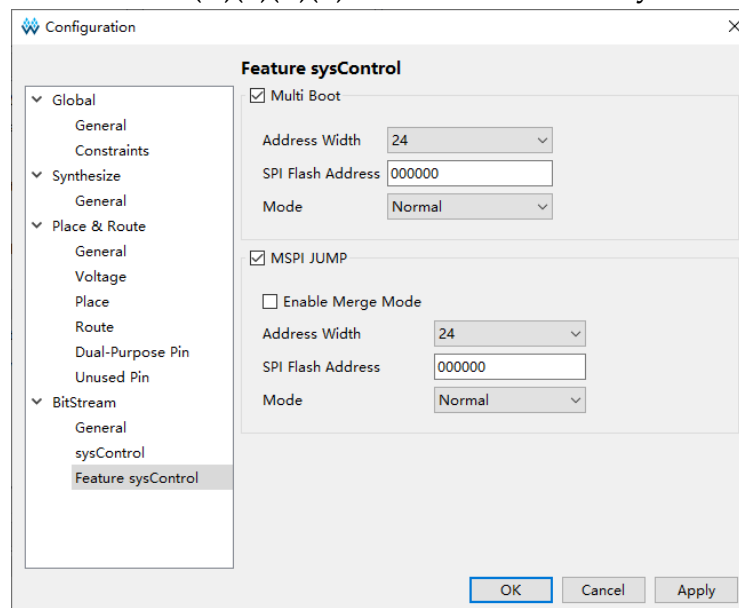 Configuration
Feature sysControl
Global
General
Constraints
Synthesize
General
Place & Route
General
Voltage
Place
Route
Dual-Purpose Pin
Unused Pin
BitStream
General
sysControl
Feature sysControl
Multi Boot
Address Width 24
SPI Flash Address 000000
Mode Normal
MSPI JUMP
Enable Merge Mode
Address Width 24
SPI Flash Address 000000
Mode Normal
OK Cancel Apply